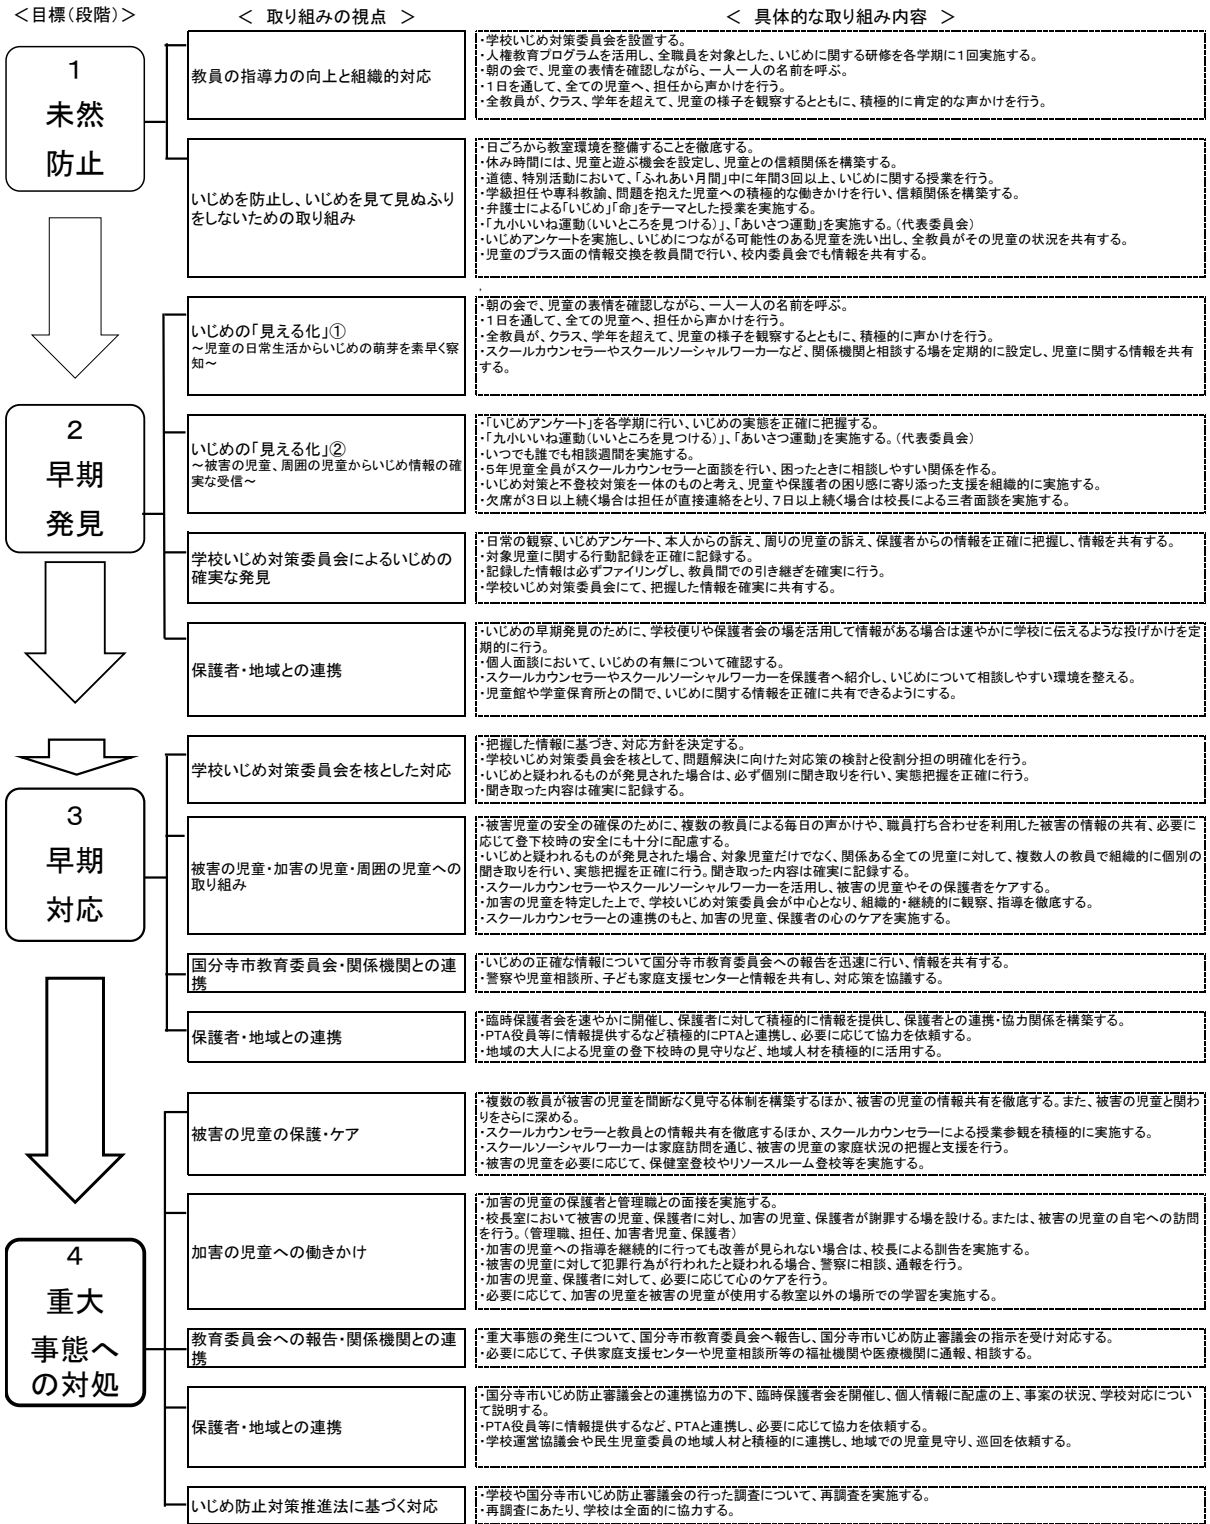 ＜目標（段階）＞
＜ 取り組みの視点 ＞
＜ 具体的な取り組み内容 ＞
１
未然
防止
教員の指導力の向上と組織的対応
・学校いじめ対策委員会を設置する。
・人権教育プログラムを活用し、全職員を対象とした、いじめに関する研修を各学期に１回実施する。
・朝の会で、児童の表情を確認しながら、一人一人の名前を呼ぶ。
・１日を通して、全ての児童へ、担任から声かけを行う。
・全教員が、クラス、学年を超えて、児童の様子を観察するとともに、積極的に肯定的な声かけを行う。
いじめを防止し、いじめを見て見ぬふり
をしないための取り組み
・日ごろから教室環境を整備することを徹底する。
・休み時間には、児童と遊ぶ機会を設定し、児童との信頼関係を構築する。
・道徳、特別活動において、「ふれあい月間」中に年間３回以上、いじめに関する授業を行う。
・学級担任や専科教諭、問題を抱えた児童への積極的な働きかけを行い、信頼関係を構築する。
・弁護士による「いじめ」「命」をテーマとした授業を実施する。
・「九小いいね運動（いいところを見つける）」、「あいさつ運動」を実施する。（代表委員会）
・いじめアンケートを実施し、いじめにつながる可能性のある児童を洗い出し、全教員がその児童の状況を共有する。
・児童のプラス面の情報交換を教員間で行い、校内委員会でも情報を共有する。
２
早期
発見
いじめの「見える化」①
～児童の日常生活からいじめの萌芽を素早く察
知～
・朝の会で、児童の表情を確認しながら、一人一人の名前を呼ぶ。
・１日を通して、全ての児童へ、担任から声かけを行う。
・全教員が、クラス、学年を超えて、児童の様子を観察するとともに、積極的に声かけを行う。
・スクールカウンセラーやスクールソーシャルワーカーなど、関係機関と相談する場を定期的に設定し、児童に関する情報を共有
する。
いじめの「見える化」②
～被害の児童、周囲の児童からいじめ情報の確
実な受信～
・「いじめアンケート」を各学期に行い、いじめの実態を正確に把握する。
・「九小いいね運動（いいところを見つける）」、「あいさつ運動」を実施する。（代表委員会）
・いつでも誰でも相談週間を実施する。
・５年児童全員がスクールカウンセラーと面談を行い、困ったときに相談しやすい関係を作る。
・いじめ対策と不登校対策を一体のものと考え、児童や保護者の困り感に寄り添った支援を組織的に実施する。
・欠席が３日以上続く場合は担任が直接連絡をとり、７日以上続く場合は校長による三者面談を実施する。
学校いじめ対策委員会によるいじめの
確実な発見
・日常の観察、いじめアンケート、本人からの訴え、周りの児童の訴え、保護者からの情報を正確に把握し、情報を共有する。
・対象児童に関する行動記録を正確に記録する。
・記録した情報は必ずファイリングし、教員間での引き継ぎを確実に行う。
・学校いじめ対策委員会にて、把握した情報を確実に共有する。
保護者・地域との連携
・いじめの早期発見のために、学校便りや保護者会の場を活用して情報がある場合は速やかに学校に伝えるような投げかけを定
期的に行う。
・個人面談において、いじめの有無について確認する。
・スクールカウンセラーやスクールソーシャルワーカーを保護者へ紹介し、いじめについて相談しやすい環境を整える。
・児童館や学童保育所との間で、いじめに関する情報を正確に共有できるようにする。
３
早期
対応
学校いじめ対策委員会を核とした対応
・把握した情報に基づき、対応方針を決定する。
・学校いじめ対策委員会を核として、問題解決に向けた対応策の検討と役割分担の明確化を行う。
・いじめと疑われるものが発見された場合は、必ず個別に聞き取りを行い、実態把握を正確に行う。
・聞き取った内容は確実に記録する。
被害の児童・加害の児童・周囲の児童への
取り組み
・被害児童の安全の確保のために、複数の教員による毎日の声かけや、職員打ち合わせを利用した被害の情報の共有、必要に
応じて登下校時の安全にも十分に配慮する。
・いじめと疑われるものが発見された場合、対象児童だけでなく、関係ある全ての児童に対して、複数人の教員で組織的に個別の
聞き取りを行い、実態把握を正確に行う。聞き取った内容は確実に記録する。
・スクールカウンセラーやスクールソーシャルワーカーを活用し、被害の児童やその保護者をケアする。
・加害の児童を特定した上で、学校いじめ対策委員会が中心となり、組織的・継続的に観察、指導を徹底する。
・スクールカウンセラーとの連携のもと、加害の児童、保護者の心のケアを実施する。
国分寺市教育委員会・関係機関との連
携
・いじめの正確な情報について国分寺市教育委員会への報告を迅速に行い、情報を共有する。
・警察や児童相談所、子ども家庭支援センターと情報を共有し、対応策を協議する。
保護者・地域との連携
・臨時保護者会を速やかに開催し、保護者に対して積極的に情報を提供し、保護者との連携・協力関係を構築する。
・PTA役員等に情報提供するなど積極的にPTAと連携し、必要に応じて協力を依頼する。
・地域の大人による児童の登下校時の見守りなど、地域人材を積極的に活用する。
４
重大
事態へ
の対処
被害の児童の保護・ケア
・複数の教員が被害の児童を間断なく見守る体制を構築するほか、被害の児童の情報共有を徹底する。また、被害の児童と関わ
りをさらに深める。
・スクールカウンセラーと教員との情報共有を徹底するほか、スクールカウンセラーによる授業参観を積極的に実施する。
・スクールソーシャルワーカーは家庭訪問を通じ、被害の児童の家庭状況の把握と支援を行う。
・被害の児童を必要に応じて、保健室登校やリソースルーム登校等を実施する。
加害の児童への働きかけ
・加害の児童の保護者と管理職との面接を実施する。
・校長室において被害の児童、保護者に対し、加害の児童、保護者が謝罪する場を設ける。または、被害の児童の自宅への訪問
を行う。（管理職、担任、加害者児童、保護者）
・加害の児童への指導を継続的に行っても改善が見られない場合は、校長による訓告を実施する。
・被害の児童に対して犯罪行為が行われたと疑われる場合、警察に相談、通報を行う。
・加害の児童、保護者に対して、必要に応じて心のケアを行う。
・必要に応じて、加害の児童を被害の児童が使用する教室以外の場所での学習を実施する。
教育委員会への報告・関係機関との連
携
・重大事態の発生について、国分寺市教育委員会へ報告し、国分寺市いじめ防止審議会の指示を受け対応する。
・必要に応じて、子供家庭支援センターや児童相談所等の福祉機関や医療機関に通報、相談する。
保護者・地域との連携
・国分寺市いじめ防止審議会との連携協力の下、臨時保護者会を開催し、個人情報に配慮の上、事案の状況、学校対応につい
て説明する。
・PTA役員等に情報提供するなど、PTAと連携し、必要に応じて協力を依頼する。
・学校運営協議会や民生児童委員の地域人材と積極的に連携し、地域での児童見守り、巡回を依頼する。
いじめ防止対策推進法に基づく対応
・学校や国分寺市いじめ防止審議会の行った調査について、再調査を実施する。
・再調査にあたり、学校は全面的に協力する。